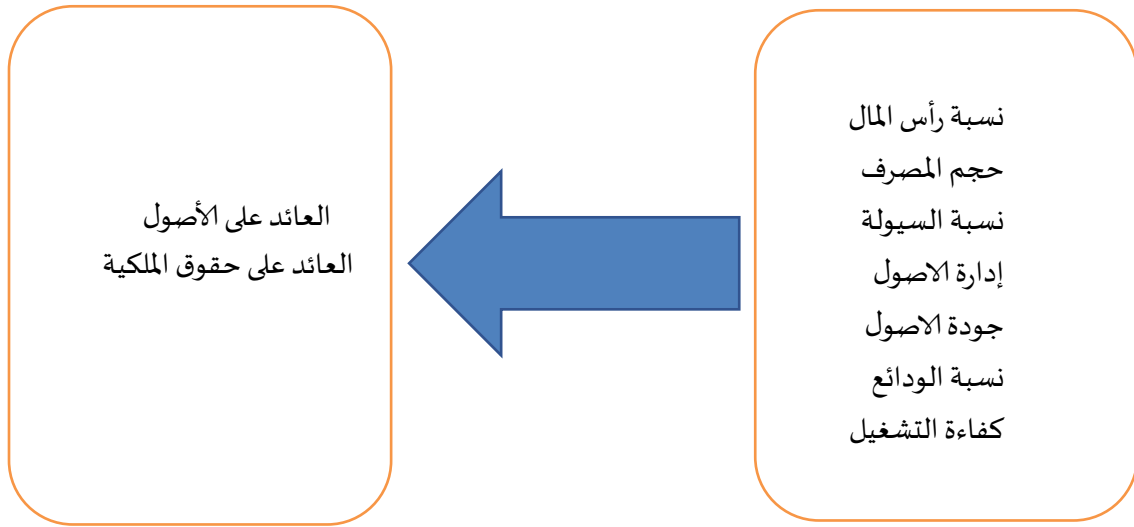 نسبة رأس المال
حجم المصرف
نسبة السيولة
إدارة الاصول
جودة الاصول
نسبة الودائع
كفاءة التشغيل
العائد على الأصول
العائد على حقوق الملكية